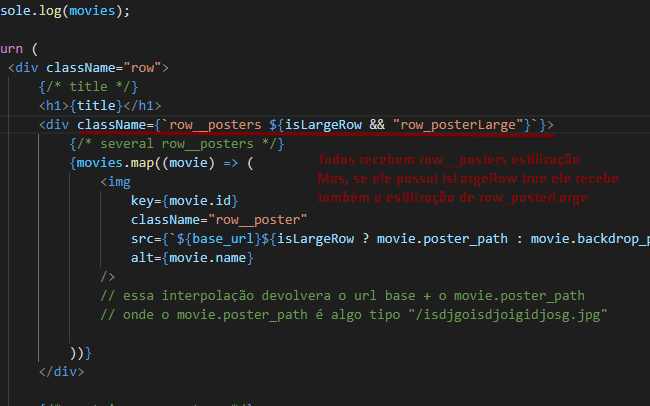 sole.log(movies);
urn (
<div className="row">
{/* title */}
<h1>{title}</h1>
<div className={`row__posters ${isLargeRow && "row_posterLarge"}`}>
{/* several row__posters */}
{movies.map((movie) => (
<img
key={movie.id}
className="row__poster"
src={`${base_url}${isLargeRow ? movie.poster_path : movie.backdrop_p
alt={movie.name}
/>
// essa interpolação devolvera o url base + o movie.poster_path
// onde o movie.poster_path é algo tipo "/isdjgoisdjoigidjosg.jpg"
))}
</div>
Todos recebem row__posters estilização
Mas, se ele possui isLargeRow true ele recebe
também a estilização de row_posterLarge